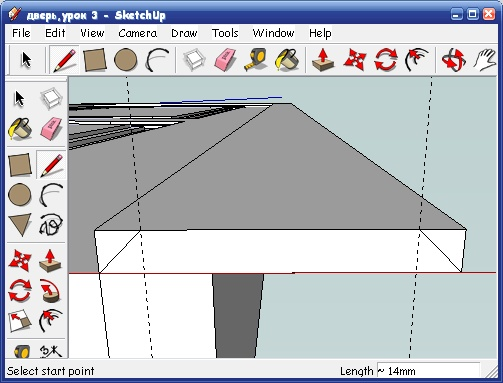 дверь,урок 3 - SketchUp
File Edit View Camera Draw Tools Window Help
Select start point
Length ~ 14mm